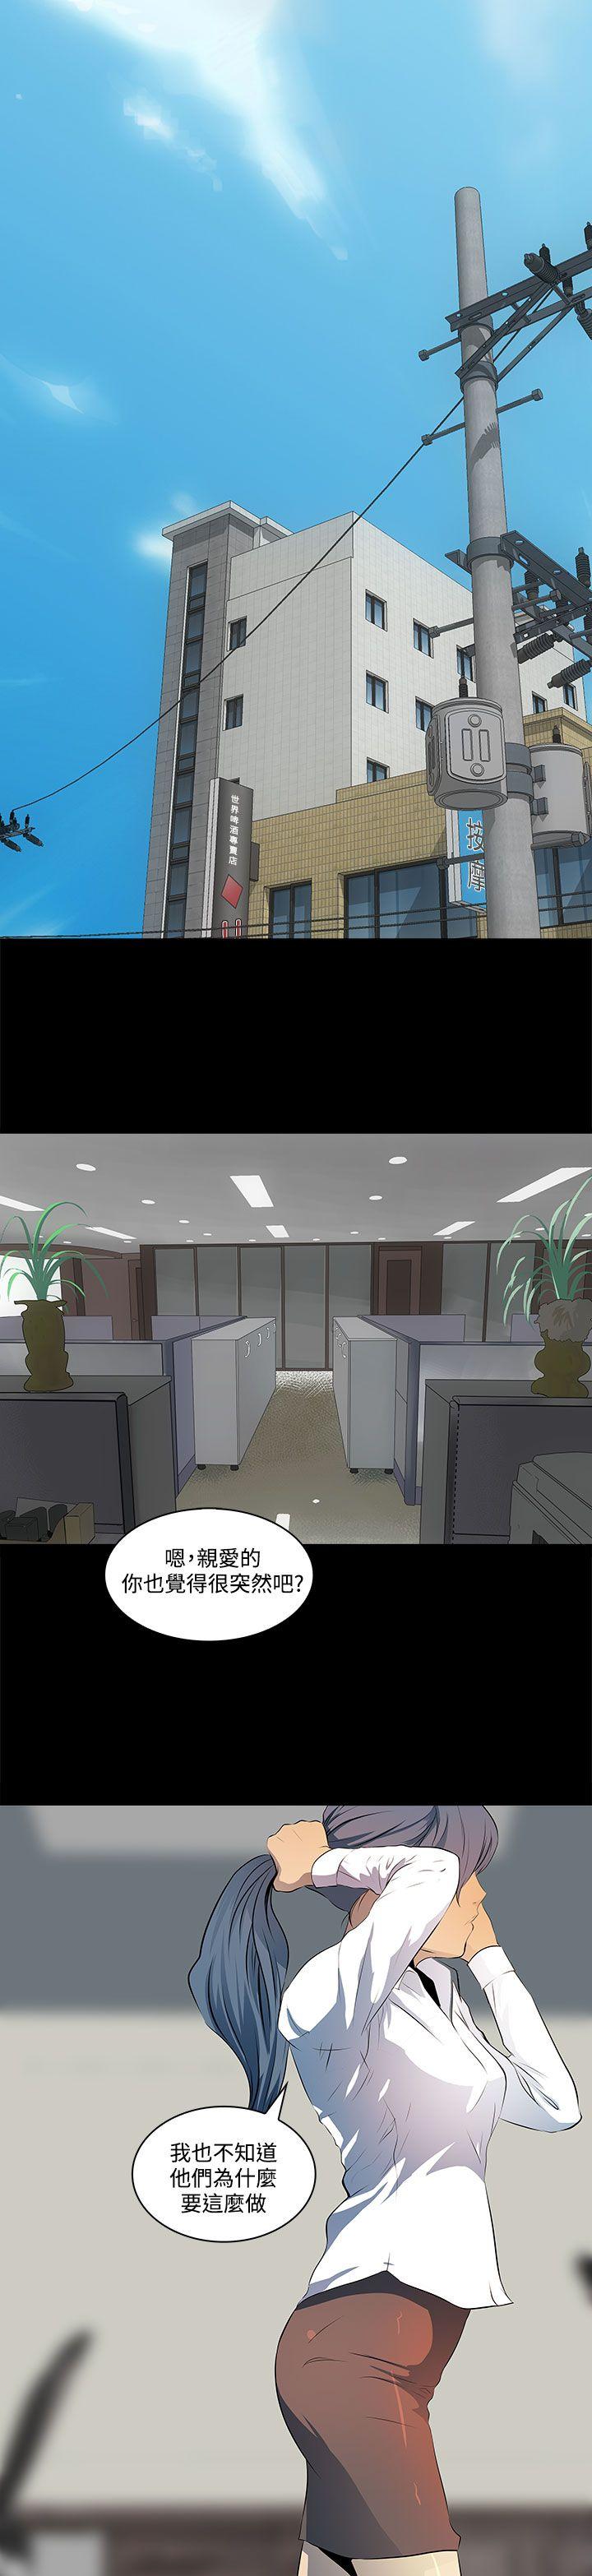 世界啤酒專賣店
按摩
嗯，親愛的
你也覺得很突然吧?
我也不知道
他們為什麼
要這麼做